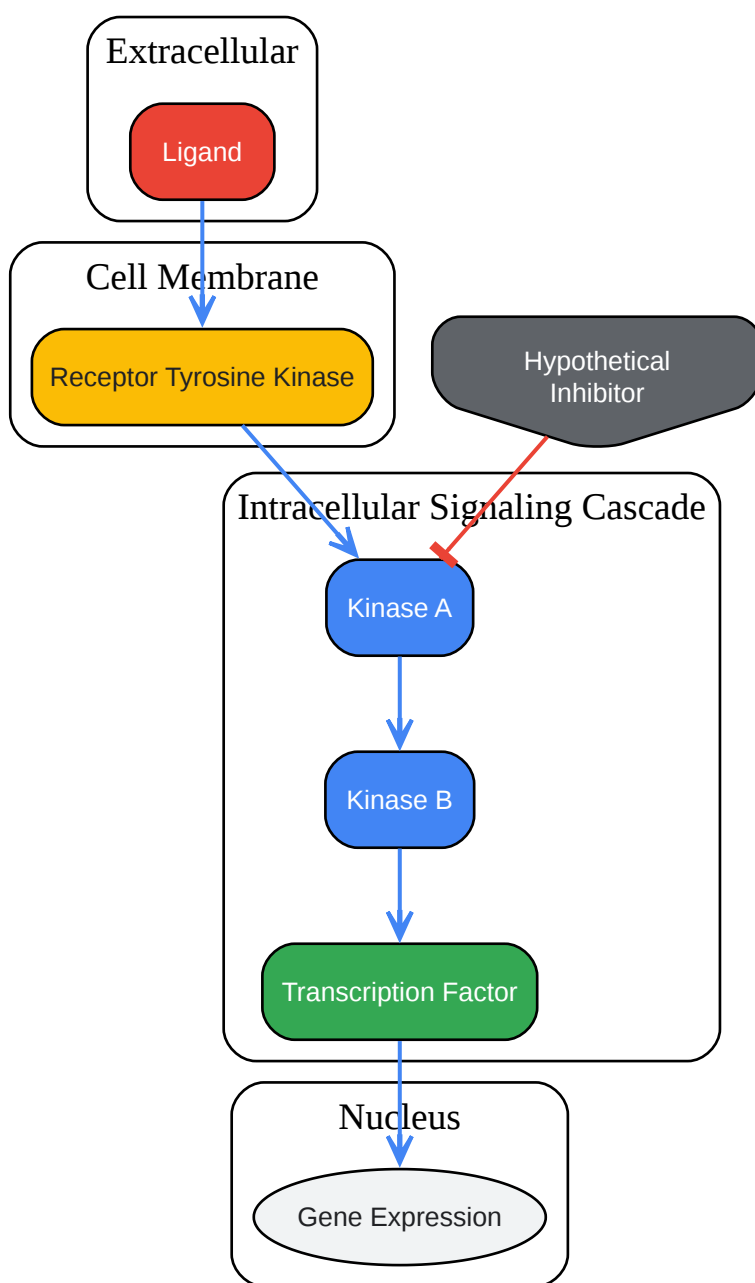 Extracellular
Ligand
Cell Membrane
Receptor Tyrosine Kinase
Hypothetical
Inhibitor
Intracellular Signaling Cascade
Kinase A
Kinase B
Transcription Factor
Nucleus
Gene Expression